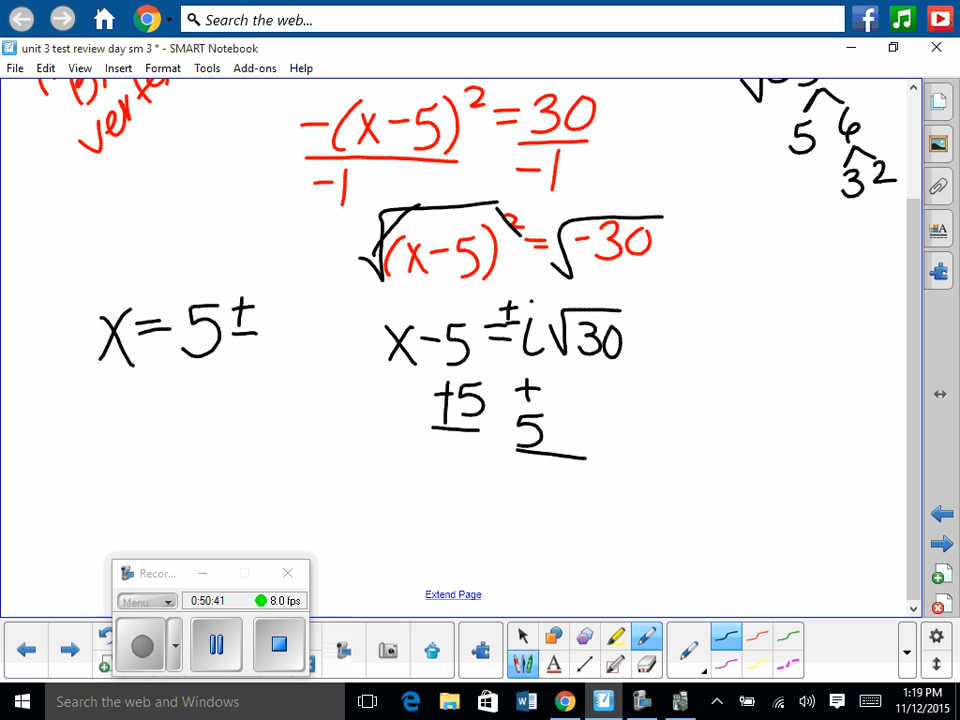 Search the web.
unit 3 test review day sm 3 * - SMART Notebook
File Edit View Insert Format Tools Add-ons Help
vertex
-(x-5)² = 30
-1 -1
5 6
3 2
√(x-5)² = √-30
x = 5 ±
x - 5 = ± i√30
+5 + 5
Extend Page
Recor...
Menu 0:50:41 8.0 fps
A
Search the web and Windows
1:19 PM
11/12/2015